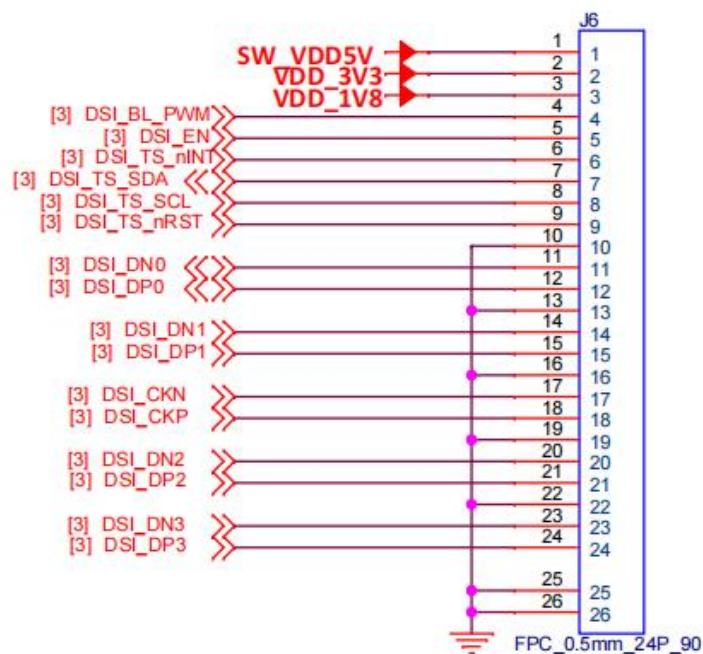 J6
SW_VDD5V 1 1
VDD_3V3 2 2
VDD_1V8 3 3
[3] DSI_BL_PWM 4 4
[3] DSI_EN 5 5
[3] DSI_TS_nINT 6 6
[3] DSI_TS_SDA 7 7
[3] DSI_TS_SCL 8 8
[3] DSI_TS_nRST 9 9
10 10
[3] DSI_DN0 11 11
[3] DSI_DP0 12 12
13 13
[3] DSI_DN1 14 14
[3] DSI_DP1 15 15
16 16
[3] DSI_CKN 17 17
[3] DSI_CKP 18 18
19 19
[3] DSI_DN2 20 20
[3] DSI_DP2 21 21
22 22
[3] DSI_DN3 23 23
[3] DSI_DP3 24 24
25 25
26 26
FPC_0.5mm_24P_90